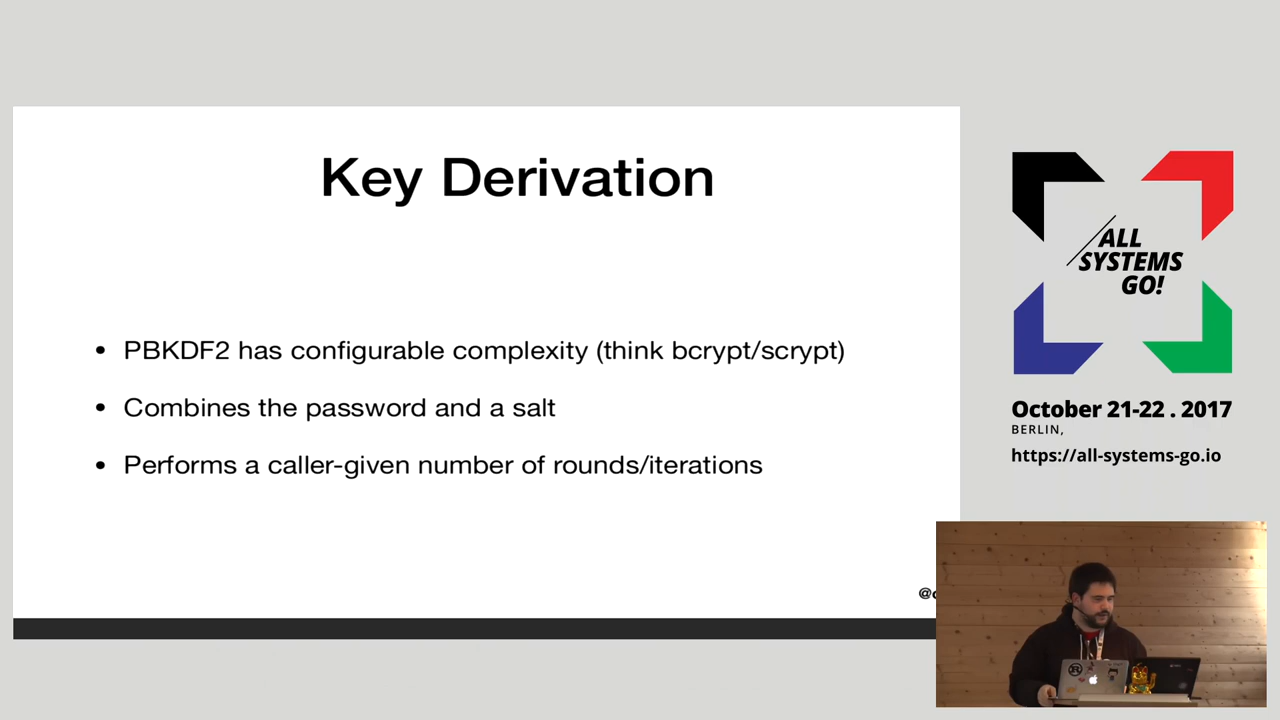 Key Derivation
• PBKDF2 has configurable complexity (think bcrypt/scrypt)
• Combines the password and a salt
• Performs a caller-given number of rounds/iterations
ALL
SYSTEMS
GO!
October 21-22 . 2017
BERLIN,
https://all-systems-go.io